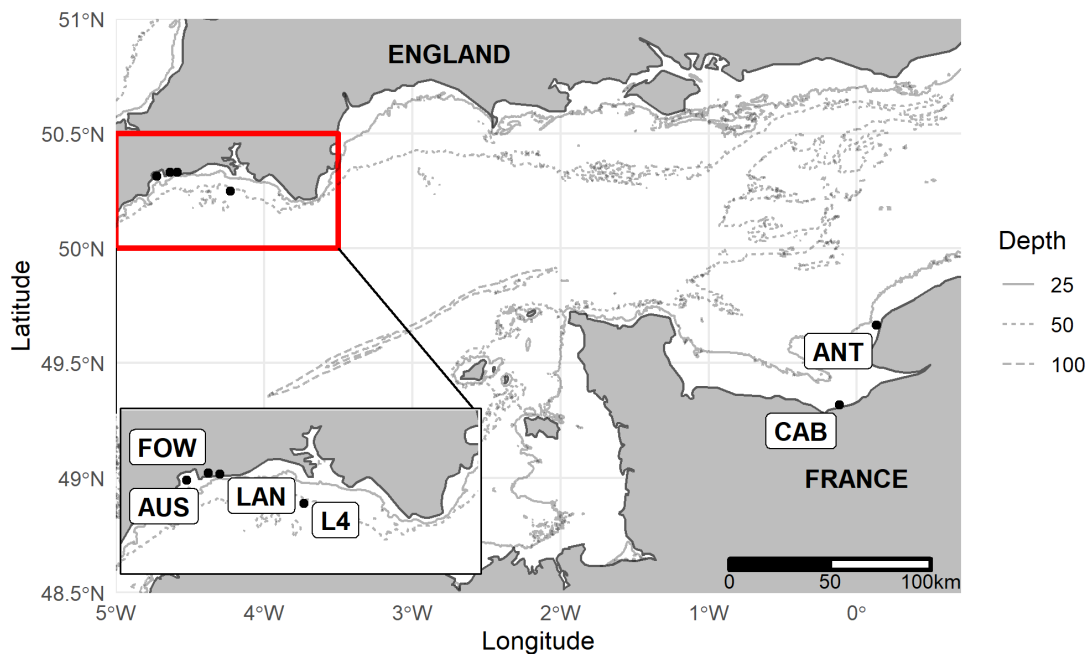 51°N
50.5°N
50°N
49.5°N
49°N
48.5°N
Latitude
ENGLAND
ANT
CAB
FRANCE
FOW
AUS
LAN
L4
0 50 100km
5°W 4°W 3°W 2°W 1°W 0°
Longitude
Depth
25
50
100